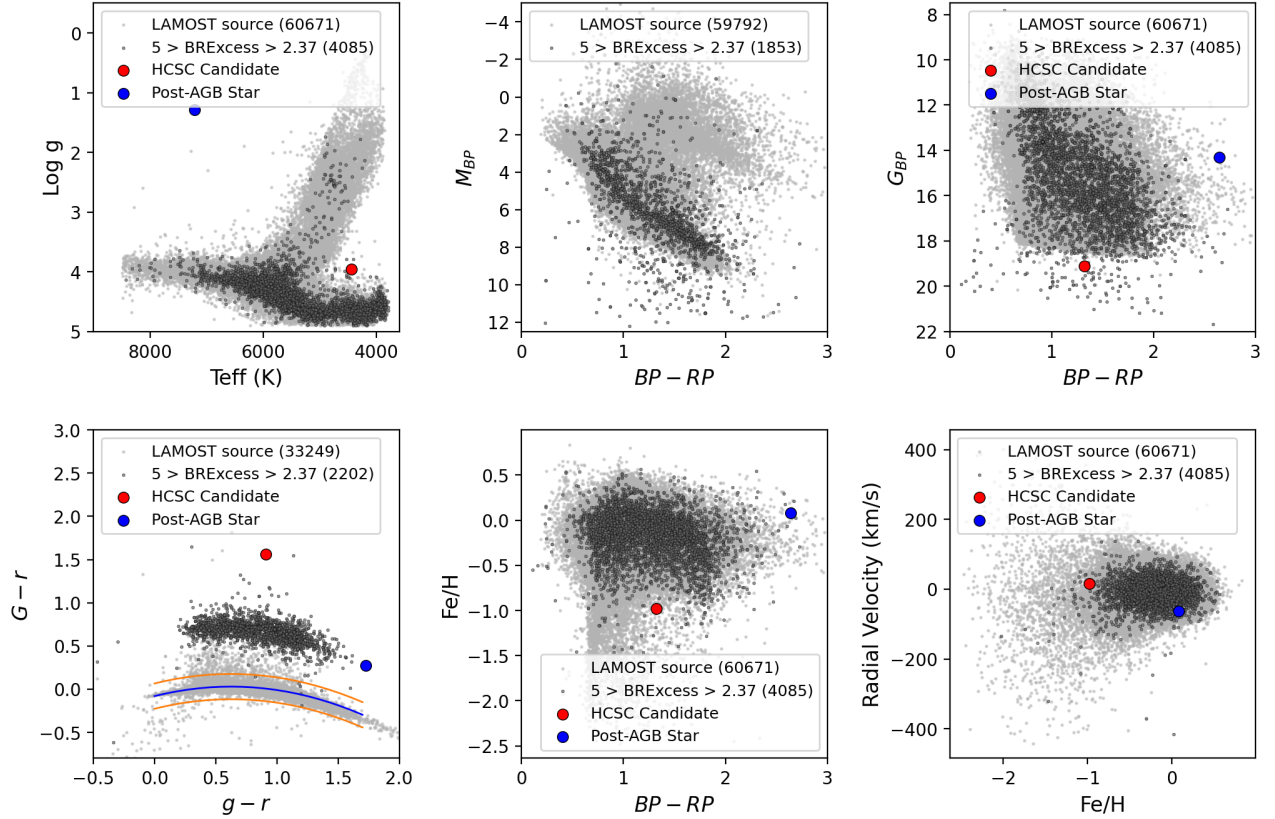 LAMOST source (60671)
5 > BRExcess > 2.37 (4085)
HCSC Candidate
Post-AGB Star
0
1
2
3
4
5
Log g
8000
6000
4000
Teff (K)
LAMOST source (59792)
5 > BRExcess > 2.37 (1853)
−4
−2
0
2
4
6
8
10
12
M_BP
0
1
2
3
BP − RP
LAMOST source (60671)
5 > BRExcess > 2.37 (4085)
HCSC Candidate
Post-AGB Star
8
10
12
14
16
18
20
22
G_BP
0
1
2
3
BP − RP
LAMOST source (33249)
5 > BRExcess > 2.37 (2202)
HCSC Candidate
Post-AGB Star
3.0
2.5
2.0
1.5
1.0
0.5
0.0
−0.5
G − r
−0.5
0.0
0.5
1.0
1.5
2.0
g − r
0.5
0.0
−0.5
−1.0
−1.5
−2.0
−2.5
Fe/H
LAMOST source (60671)
5 > BRExcess > 2.37 (4085)
HCSC Candidate
Post-AGB Star
0
1
2
3
BP − RP
LAMOST source (60671)
5 > BRExcess > 2.37 (4085)
HCSC Candidate
Post-AGB Star
400
200
0
−200
−400
Radial Velocity (km/s)
−2
−1
0
Fe/H